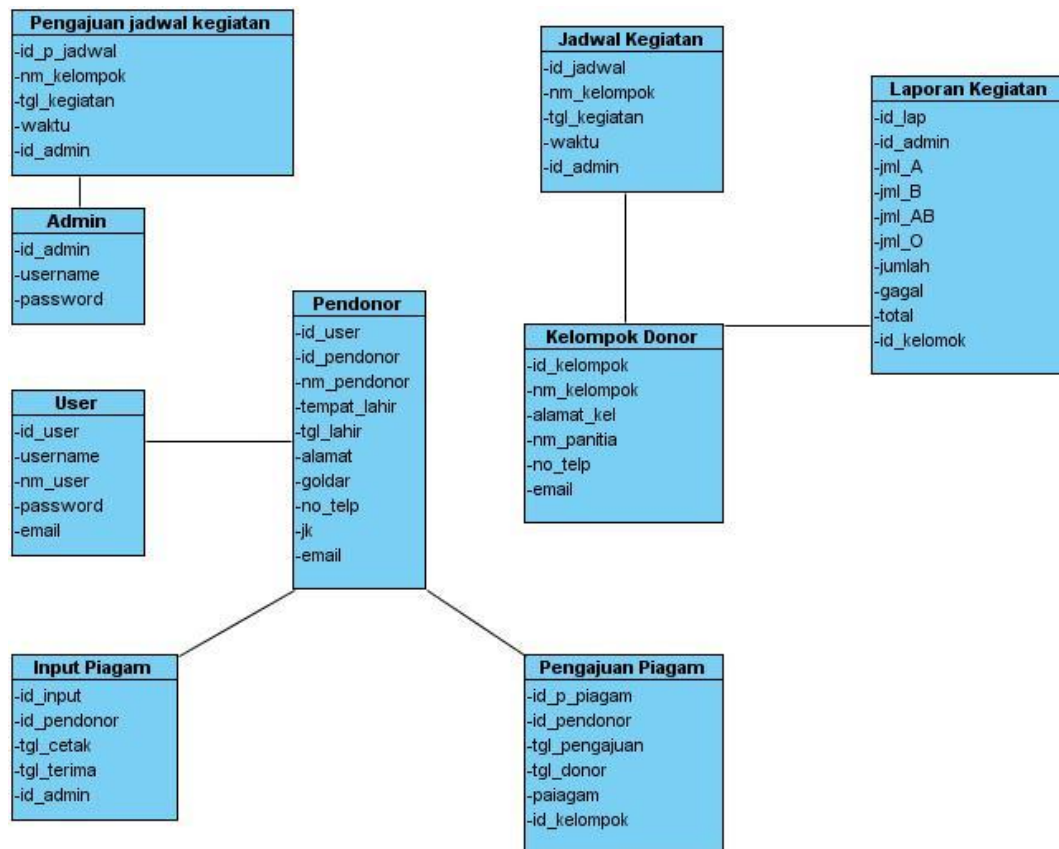 Pengajuan jadwal kegiatan
-id_p_jadwal
-nm_kelompok
-tgl_kegiatan
-waktu
-id_admin
Admin
-id_admin
-username
-password
Jadwal Kegiatan
-id_jadwal
-nm_kelompok
-tgl_kegiatan
-waktu
-id_admin
Laporan Kegiatan
-id_lap
-id_admin
-jml_A
-jml_B
-jml_AB
-jml_O
-jumlah
-gagal
-total
-id_kelomok
Pendonor
-id_user
-id_pendonor
-nm_pendonor
-tempat_lahir
-tgl_lahir
-alamat
-goldar
-no_telp
-jk
-email
Kelompok Donor
-id_kelompok
-nm_kelompok
-alamat_kel
-nm_panitia
-no_telp
-email
User
-id_user
-username
-nm_user
-password
-email
Input Piagam
-id_input
-id_pendonor
-tgl_cetak
-tgl_terima
-id_admin
Pengajuan Piagam
-id_p_piagam
-id_pendonor
-tgl_pengajuan
-tgl_donor
-paiagam
-id_kelompok